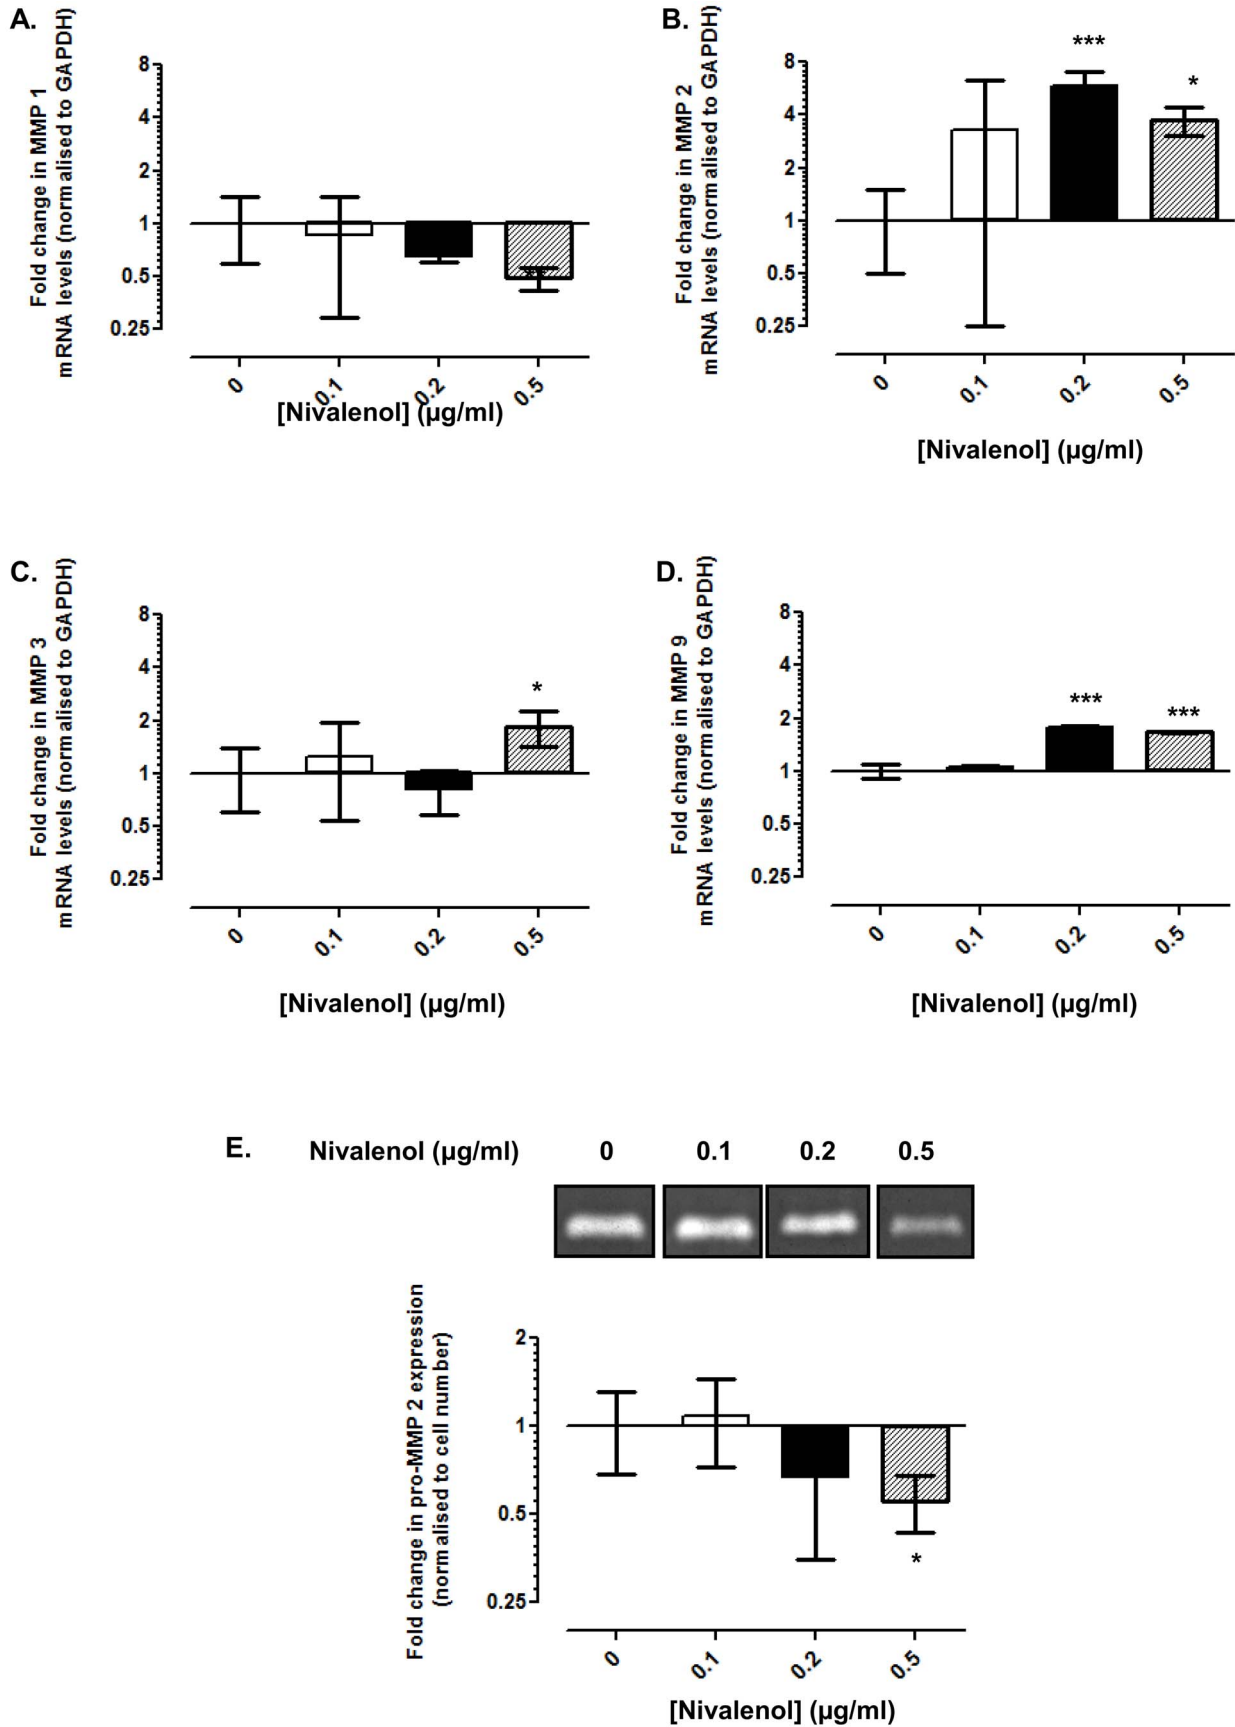 A.
Fold change in MMP 1
mRNA levels (normalised to GAPDH)
8
4
2
1
0.5
0.25
**
0
0.1
0.2
0.5
[Nivalenol] (µg/ml)
B.
Fold change in MMP 2
mRNA levels (normalised to GAPDH)
8
4
2
1
0.5
0.25
***
*
0
0.1
0.2
0.5
[Nivalenol] (µg/ml)
C.
Fold change in MMP 3
mRNA levels (normalised to GAPDH)
8
4
2
1
0.5
0.25
*
0
0.1
0.2
0.5
[Nivalenol] (µg/ml)
D.
Fold change in MMP 9
mRNA levels (normalised to GAPDH)
8
4
2
1
0.5
0.25
***
***
0
0.1
0.2
0.5
[Nivalenol] (µg/ml)
E.
Nivalenol (µg/ml) 0 0.1 0.2 0.5
Fold change in pro-MMP 2 expression
(normalised to cell number)
2
1
0.5
0.25
*
0
0.1
0.2
0.5
[Nivalenol] (µg/ml)